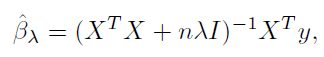 β̂_λ = (X^T X + nλI)^{-1} X^T y,